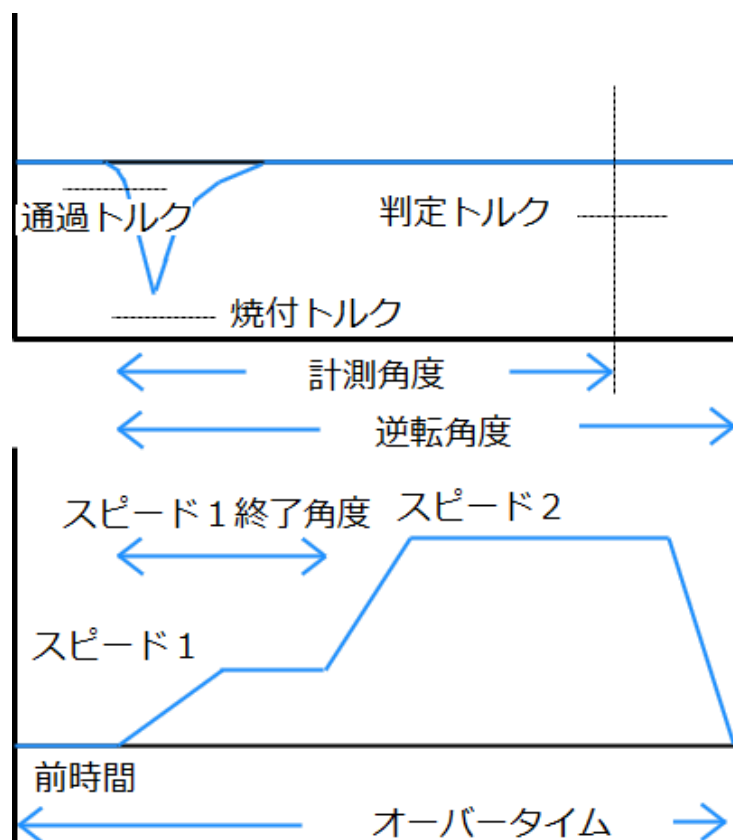 通過トルク
判定トルク
焼付トルク
計測角度
逆転角度
スピード１終了角度
スピード２
スピード１
前時間
オーバータイム